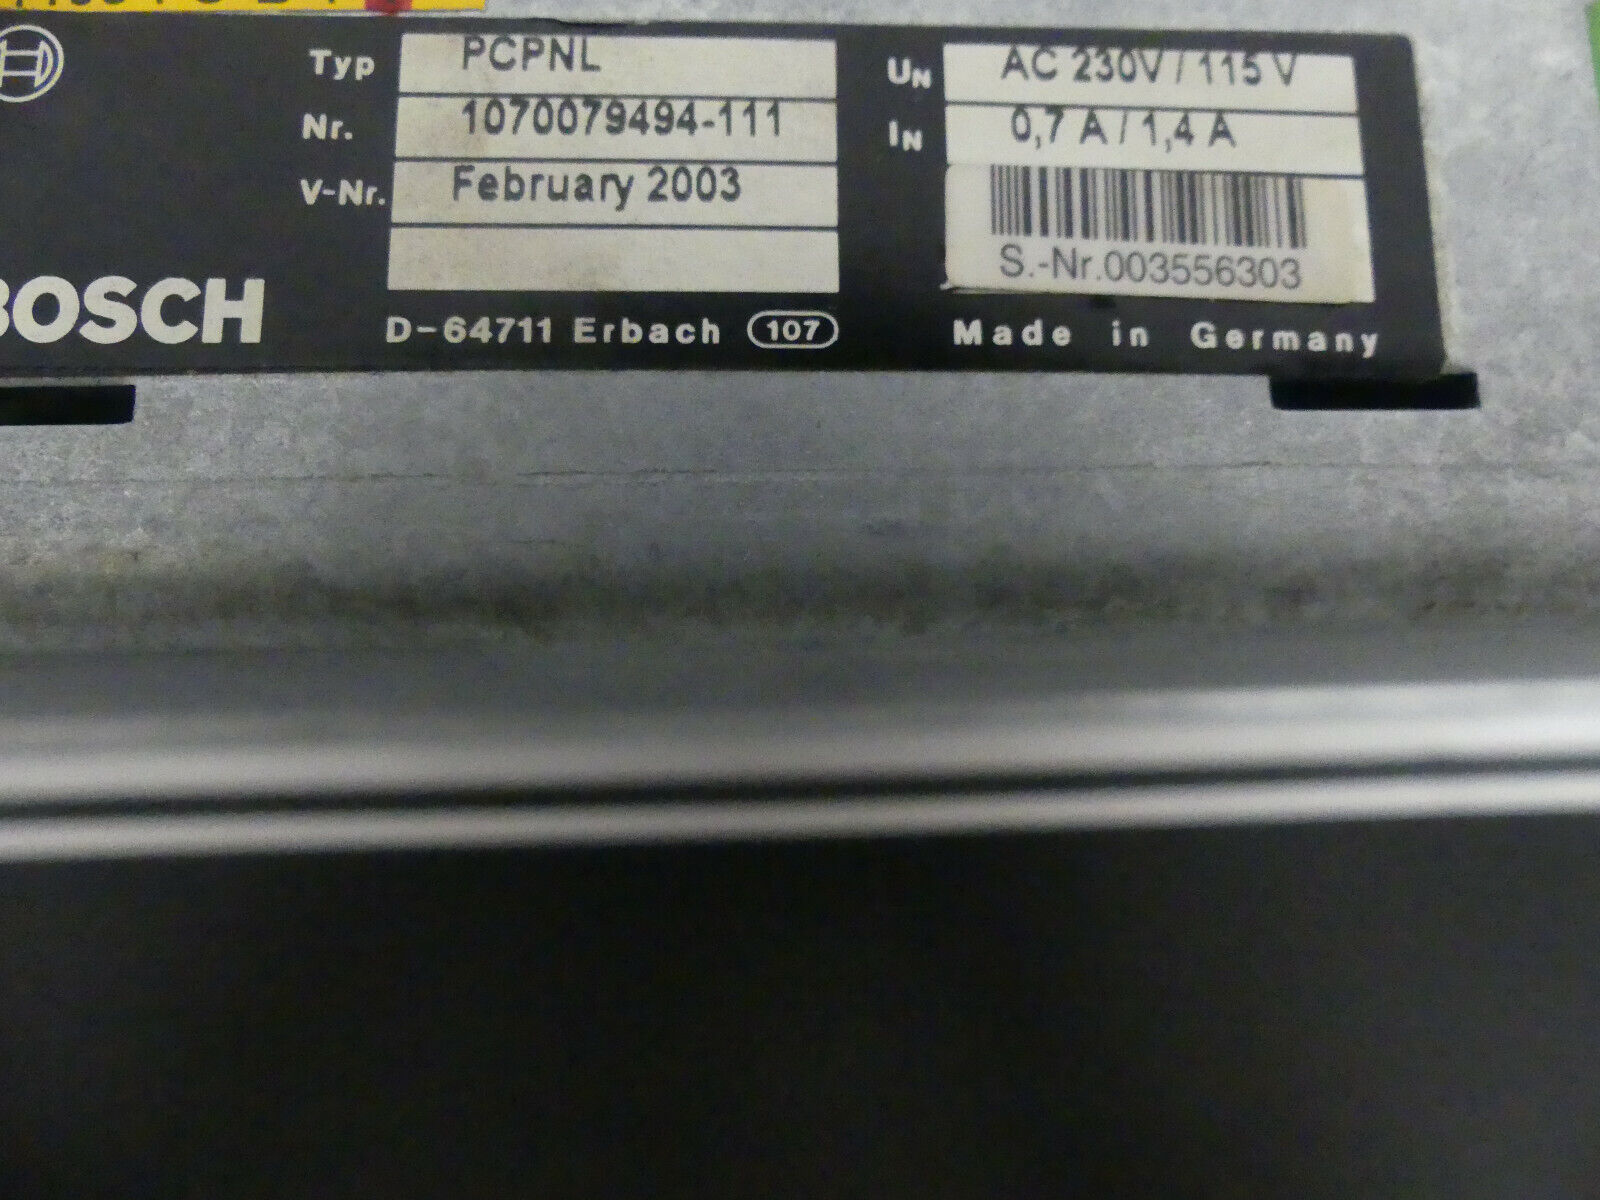 Typ PCPNL
Nr. 1070079494-111
V-Nr. February 2003
UN AC 230V / 115 V
IN 0,7 A / 1,4 A
S.-Nr.003556303
BOSCH
D-64711 Erbach 107
Made in Germany